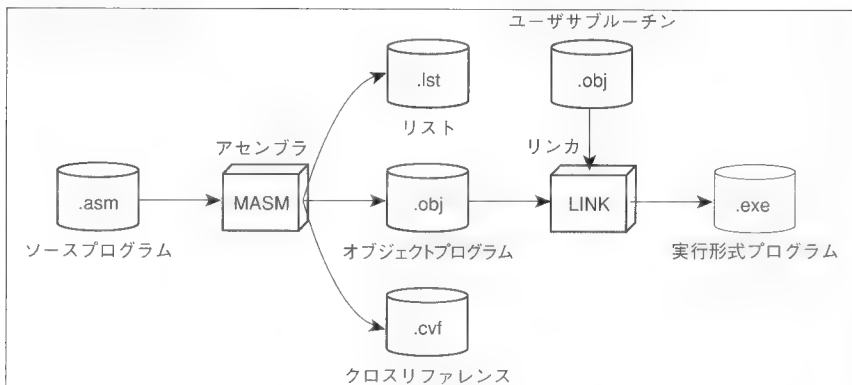 ユーザサブルーチン
.lst
.obj
リスト
アセンブラ
リンカ
.asm
MASM
.obj
LINK
.exe
ソースプログラム
オブジェクトプログラム
実行形式プログラム
.cvf
クロスリファレンス